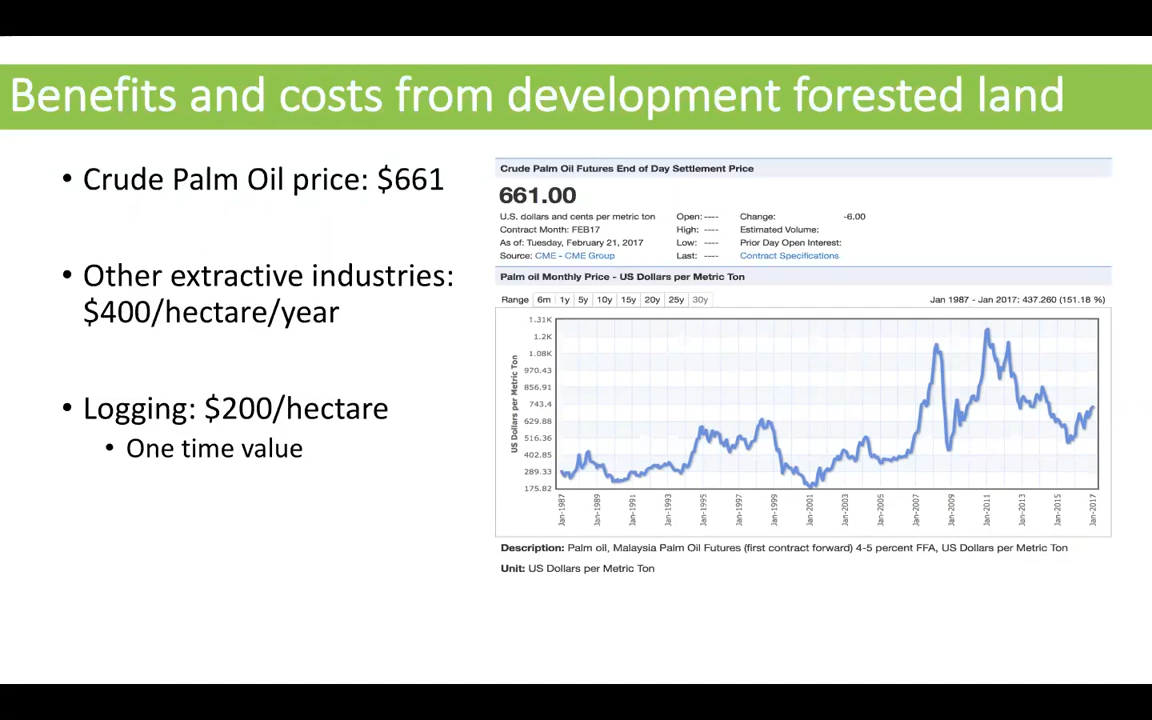 Benefits and costs from development forested land
• Crude Palm Oil price: $661
• Other extractive industries:
$400/hectare/year
• Logging: $200/hectare
• One time value
Crude Palm Oil Futures End of Day Settlement Price
661.00
U.S. dollars and cents per metric ton Open: ---- Change: -6.00
Contract Month: FEB17 High: ---- Estimated Volume:
As of: Tuesday, February 21, 2017 Low: ---- Prior Day Open Interest:
Source: CME - CME Group Last: ---- Contract Specifications
Palm oil Monthly Price - US Dollars per Metric Ton
Range 6m 1y 5y 10y 15y 20y 25y 30y Jan 1987 - Jan 2017: 437.260 (151.18 %)
US Dollars per Metric Ton
1.31K
1.2K
1.08K
970.43
856.91
743.4
629.88
516.36
402.85
289.33
175.82
Jan-1987 Jan-1989 Jan-1991 Jan-1993 Jan-1995 Jan-1997 Jan-1999 Jan-2001 Jan-2003 Jan-2005 Jan-2007 Jan-2009 Jan-2011 Jan-2013 Jan-2015 Jan-2017
Description: Palm oil, Malaysia Palm Oil Futures (first contract forward) 4-5 percent FFA, US Dollars per Metric Ton
Unit: US Dollars per Metric Ton